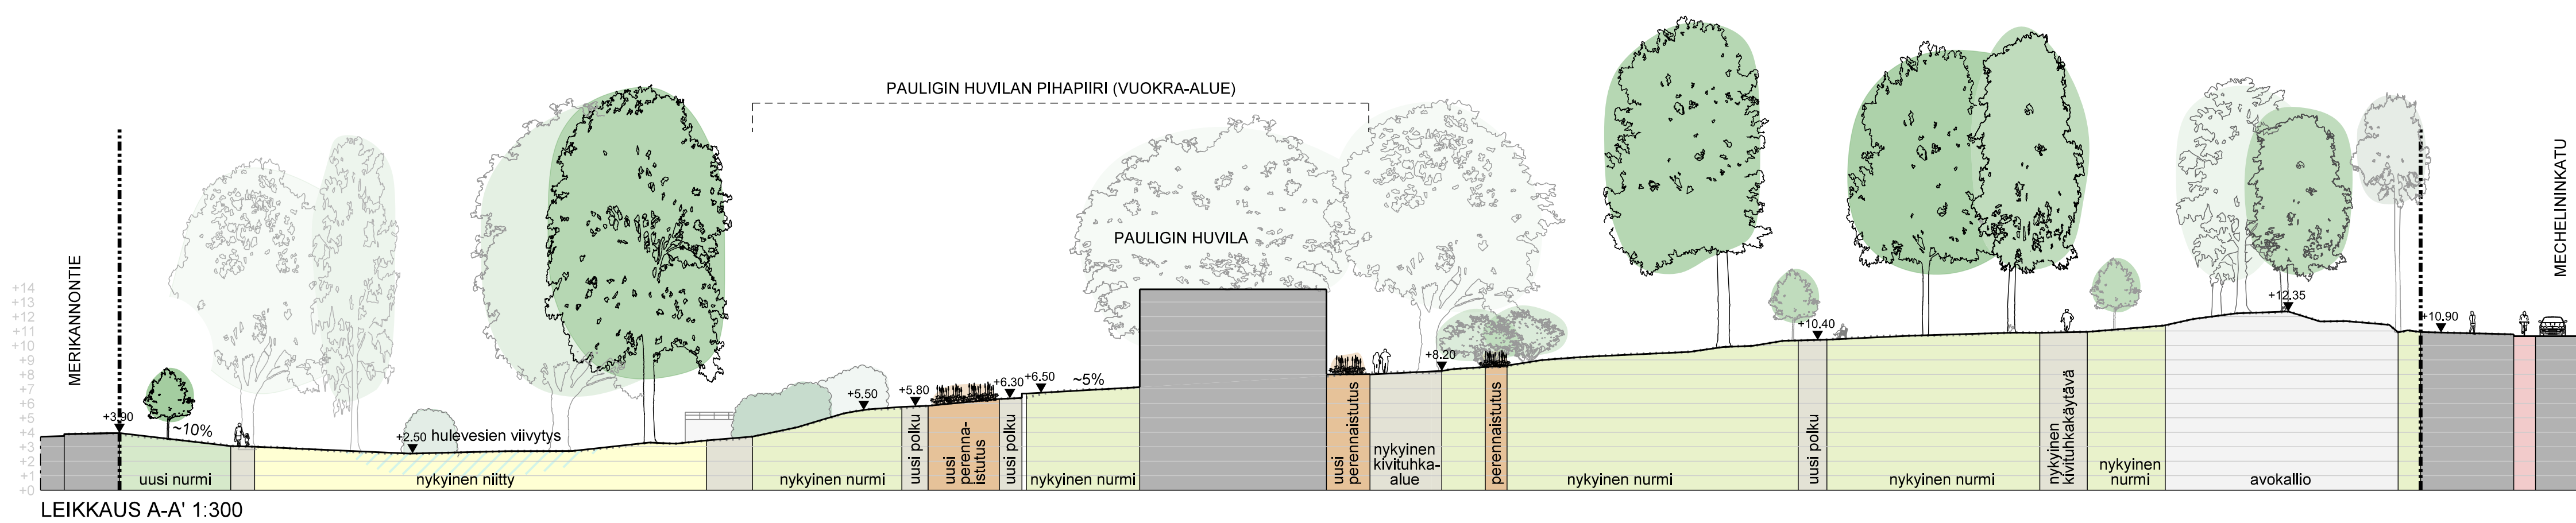 PAULIGIN HUVILAN PIHAPIIRI (VUOKRA-ALUE)
MERIKANNONTIE
PAULIGIN HUVILA
MECHELININKATU
+14
+13
+12
+11
+10
+9
+8
+7
+6
+5
+4
+3
+2
+1
+0
+3.90
~10%
+2.50 hulevesien viivytys
+5,50
+5.80
+6.30
+6,50
~5%
+8.20
+10.40
+12.35
+10.90
uusi nurmi
nykyinen niitty
nykyinen nurmi
uusi polku
uusi
perenna-
istutus
uusi polku
nykyinen nurmi
uusi
perennaistutus
nykyinen
kivituhka-
alue
perennaistutus
nykyinen nurmi
uusi polku
nykyinen nurmi
nykyinen
kivituhkakäytävä
nykyinen
nurmi
avokallio
LEIKKAUS A-A' 1:300